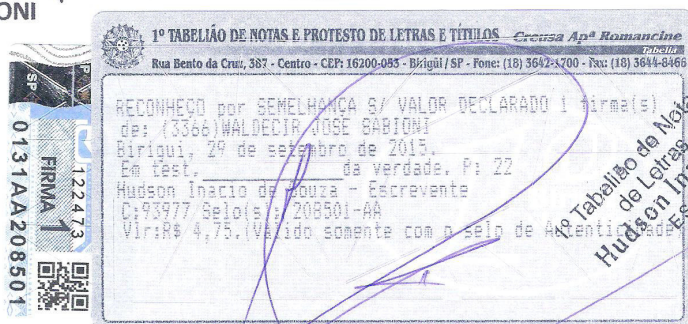 ONI
1º TABELIÃO DE NOTAS E PROTESTO DE LETRAS E TÍTULOS Creusa Apª Romancine
Tabeliã
Rua Bento da Cruz, 387 - Centro - CEP: 16200-083 - Birigüi / SP - Fone: (18) 3642-1700 - Fax: (18) 3644-8466
RECONHEÇO por SEMELHANÇA S/ VALOR DECLARADO 1 firma(s)
de: (3366)WALDECIR JOSE GABIONI
Birigui, 29 de setembro de 2015.
Em test. da verdade. P: 22
Hudson Inacio de Souza - Escrevente
C:93977 Selo(s): 208501-AA
Vlr:R$ 4,75.(Válido somente com o selo de Autenticidade
1º Tabelião de Nota
de Letras
Hudson In
Es
SP
FIRMA 1
122473
0131AA208501